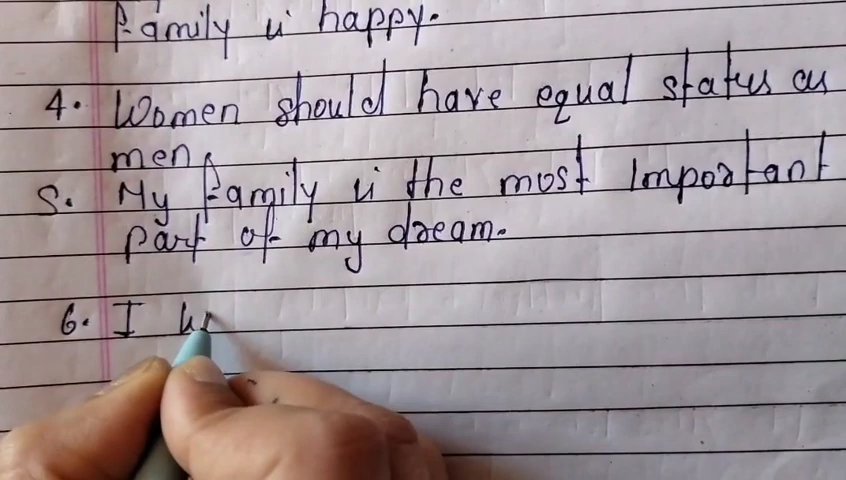 family is happy.
4. Women should have equal status as
men.
5. My family is the most Important
part of my dream.
6. I